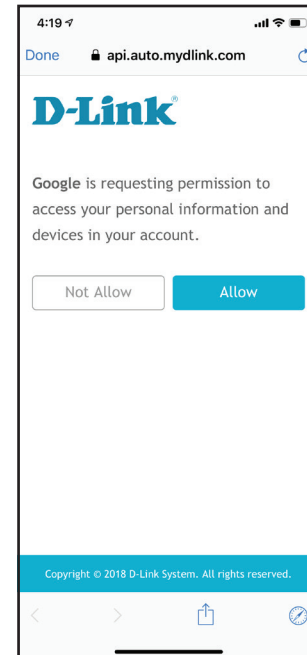 4:19
Done api.auto.mydlink.com
D-Link®
Google is requesting permission to
access your personal information and
devices in your account.
Not Allow Allow
Copyright © 2018 D-Link System. All rights reserved.